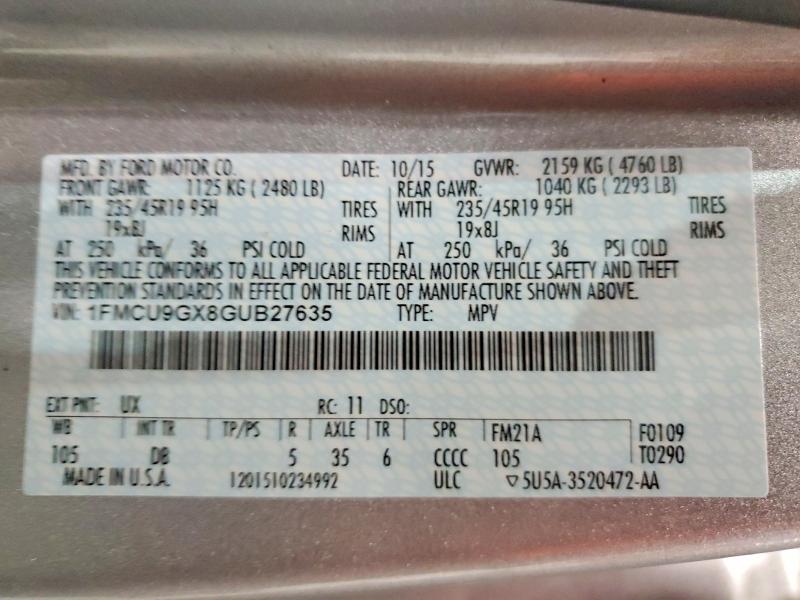 MFD. BY FORD MOTOR CO. DATE: 10/15 GVWR: 2159 KG ( 4760 LB)
FRONT GAWR: 1125 KG ( 2480 LB) REAR GAWR: 1040 KG ( 2293 LB)
WITH 235/45R19 95H TIRES WITH 235/45R19 95H TIRES
19x8J RIMS 19x8J RIMS
AT 250 kPa/ 36 PSI COLD AT 250 kPa/ 36 PSI COLD
THIS VEHICLE CONFORMS TO ALL APPLICABLE FEDERAL MOTOR VEHICLE SAFETY AND THEFT
PREVENTION STANDARDS IN EFFECT ON THE DATE OF MANUFACTURE SHOWN ABOVE.
VIN: 1FMCU9GX8GUB27635 TYPE: MPV
EXT PNT: UX RC: 11 DSO:
WB INT TR TP/PS R AXLE TR SPR FM21A F0109
105 DB 5 35 6 CCCC 105 T0290
MADE IN U.S.A. 1201510234992 ULC ▽5U5A-3520472-AA